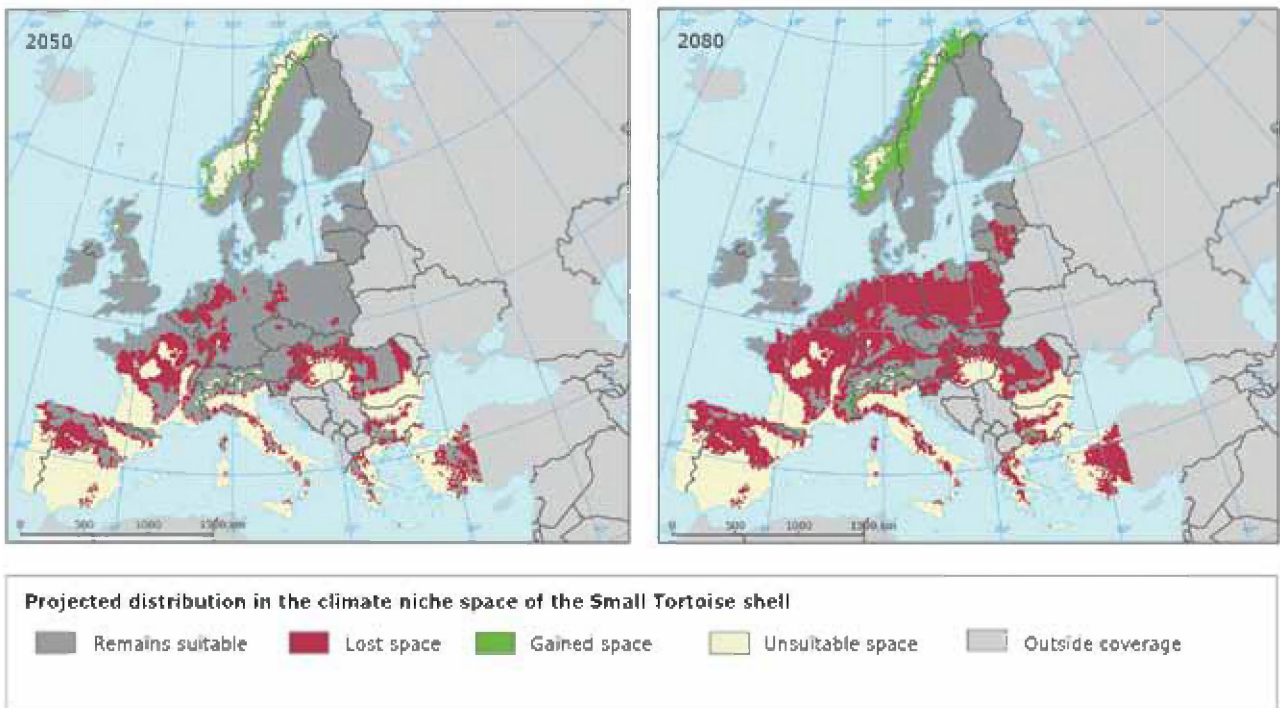 2050
2080
0 500 1000 1500 km
0 500 1000 1500 km
Projected distribution in the climate niche space of the Small Tortoise shell
Remains suitable
Lost space
Gained space
Unsultable space
Outside coverage